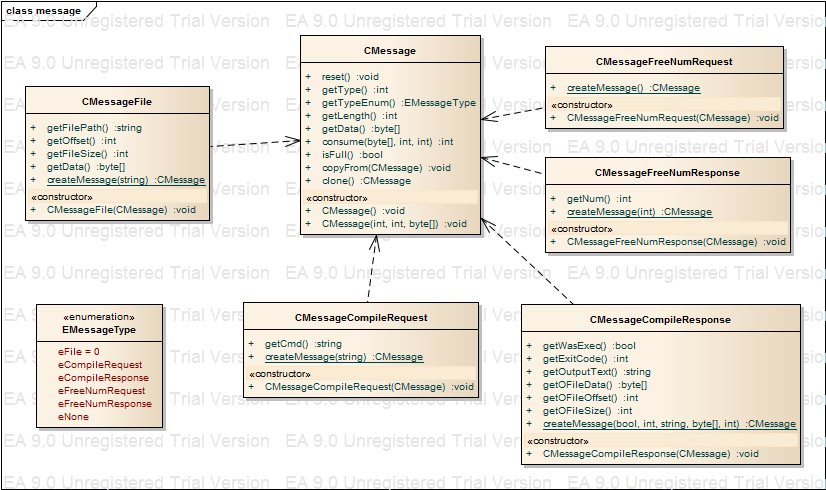 class message
EA 9.0 Unregistered Trial Version EA 9.0 Unregistered Trial Version EA 9.0 Unregistered Trial Version
CMessageFile
+ getFilePath() :string
+ getOffset() :int
+ getFileSize() :int
+ getData() :byte[]
+ createMessage(string) :CMessage
«constructor»
+ CMessageFile(CMessage) :void
CMessage
+ reset() :void
+ getType() :int
+ getTypeEnum() :EMessageType
+ getLength() :int
+ getData() :byte[]
+ consume(byte[], int, int) :int
+ isFull() :bool
+ copyFrom(CMessage) :void
+ clone() :CMessage
«constructor»
+ CMessage() :void
+ CMessage(int, int, byte[]) :void
CMessageFreeNumRequest
+ createMessage() :CMessage
«constructor»
+ CMessageFreeNumRequest(CMessage) :void
CMessageFreeNumResponse
+ getNum() :int
+ createMessage(int) :CMessage
«constructor»
+ CMessageFreeNumResponse(CMessage) :void
«enumeration»
EMessageType
eFile = 0
eCompileRequest
eCompileResponse
eFreeNumRequest
eFreeNumResponse
eNone
CMessageCompileRequest
+ getCmd() :string
+ createMessage(string) :CMessage
«constructor»
+ CMessageCompileRequest(CMessage) :void
CMessageCompileResponse
+ getWasExec() :bool
+ getExitCode() :int
+ getOutputText() :string
+ getOFileData() :byte[]
+ getOFileOffset() :int
+ getOFileSize() :int
+ createMessage(bool, int, string, byte[], int) :CMessage
«constructor»
+ CMessageCompileResponse(CMessage) :void